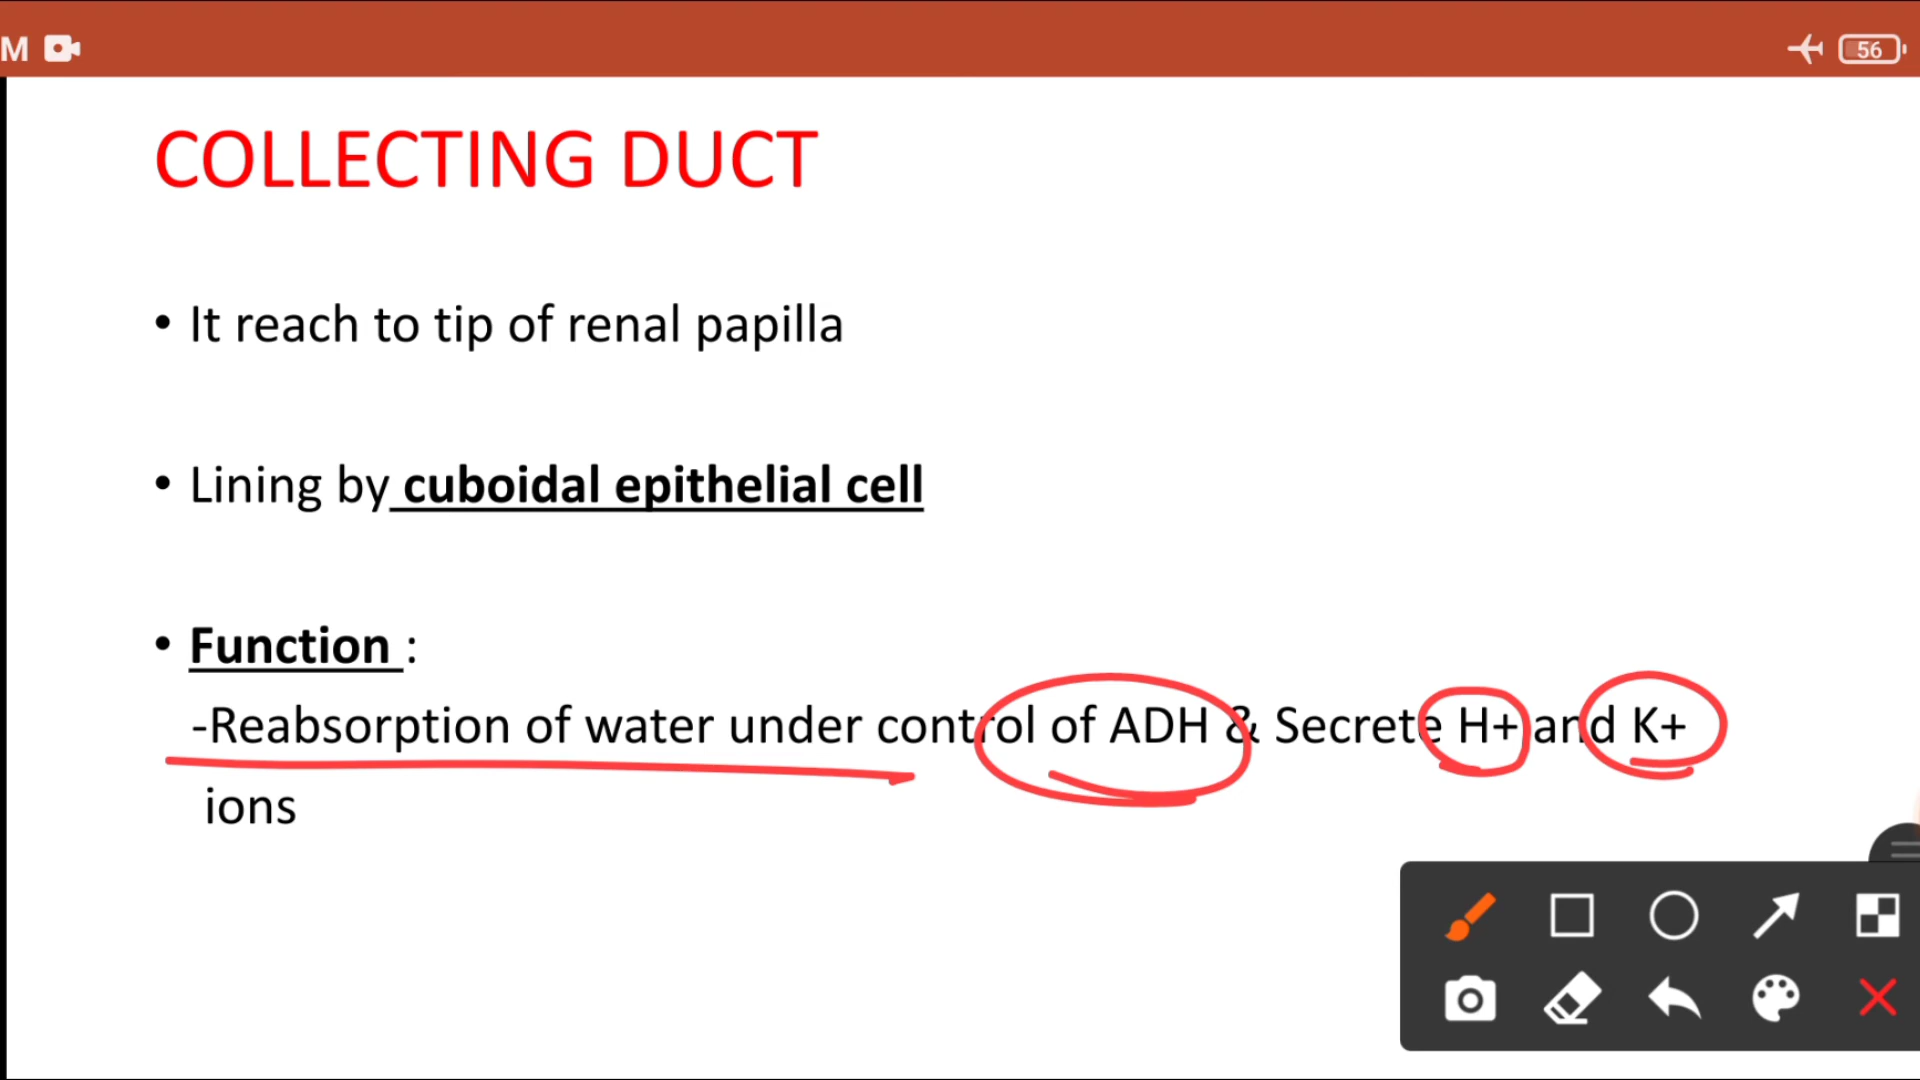 M
56
COLLECTING DUCT
• It reach to tip of renal papilla
• Lining by cuboidal epithelial cell
• Function :
-Reabsorption of water under control of ADH & Secrete H+ and K+
ions